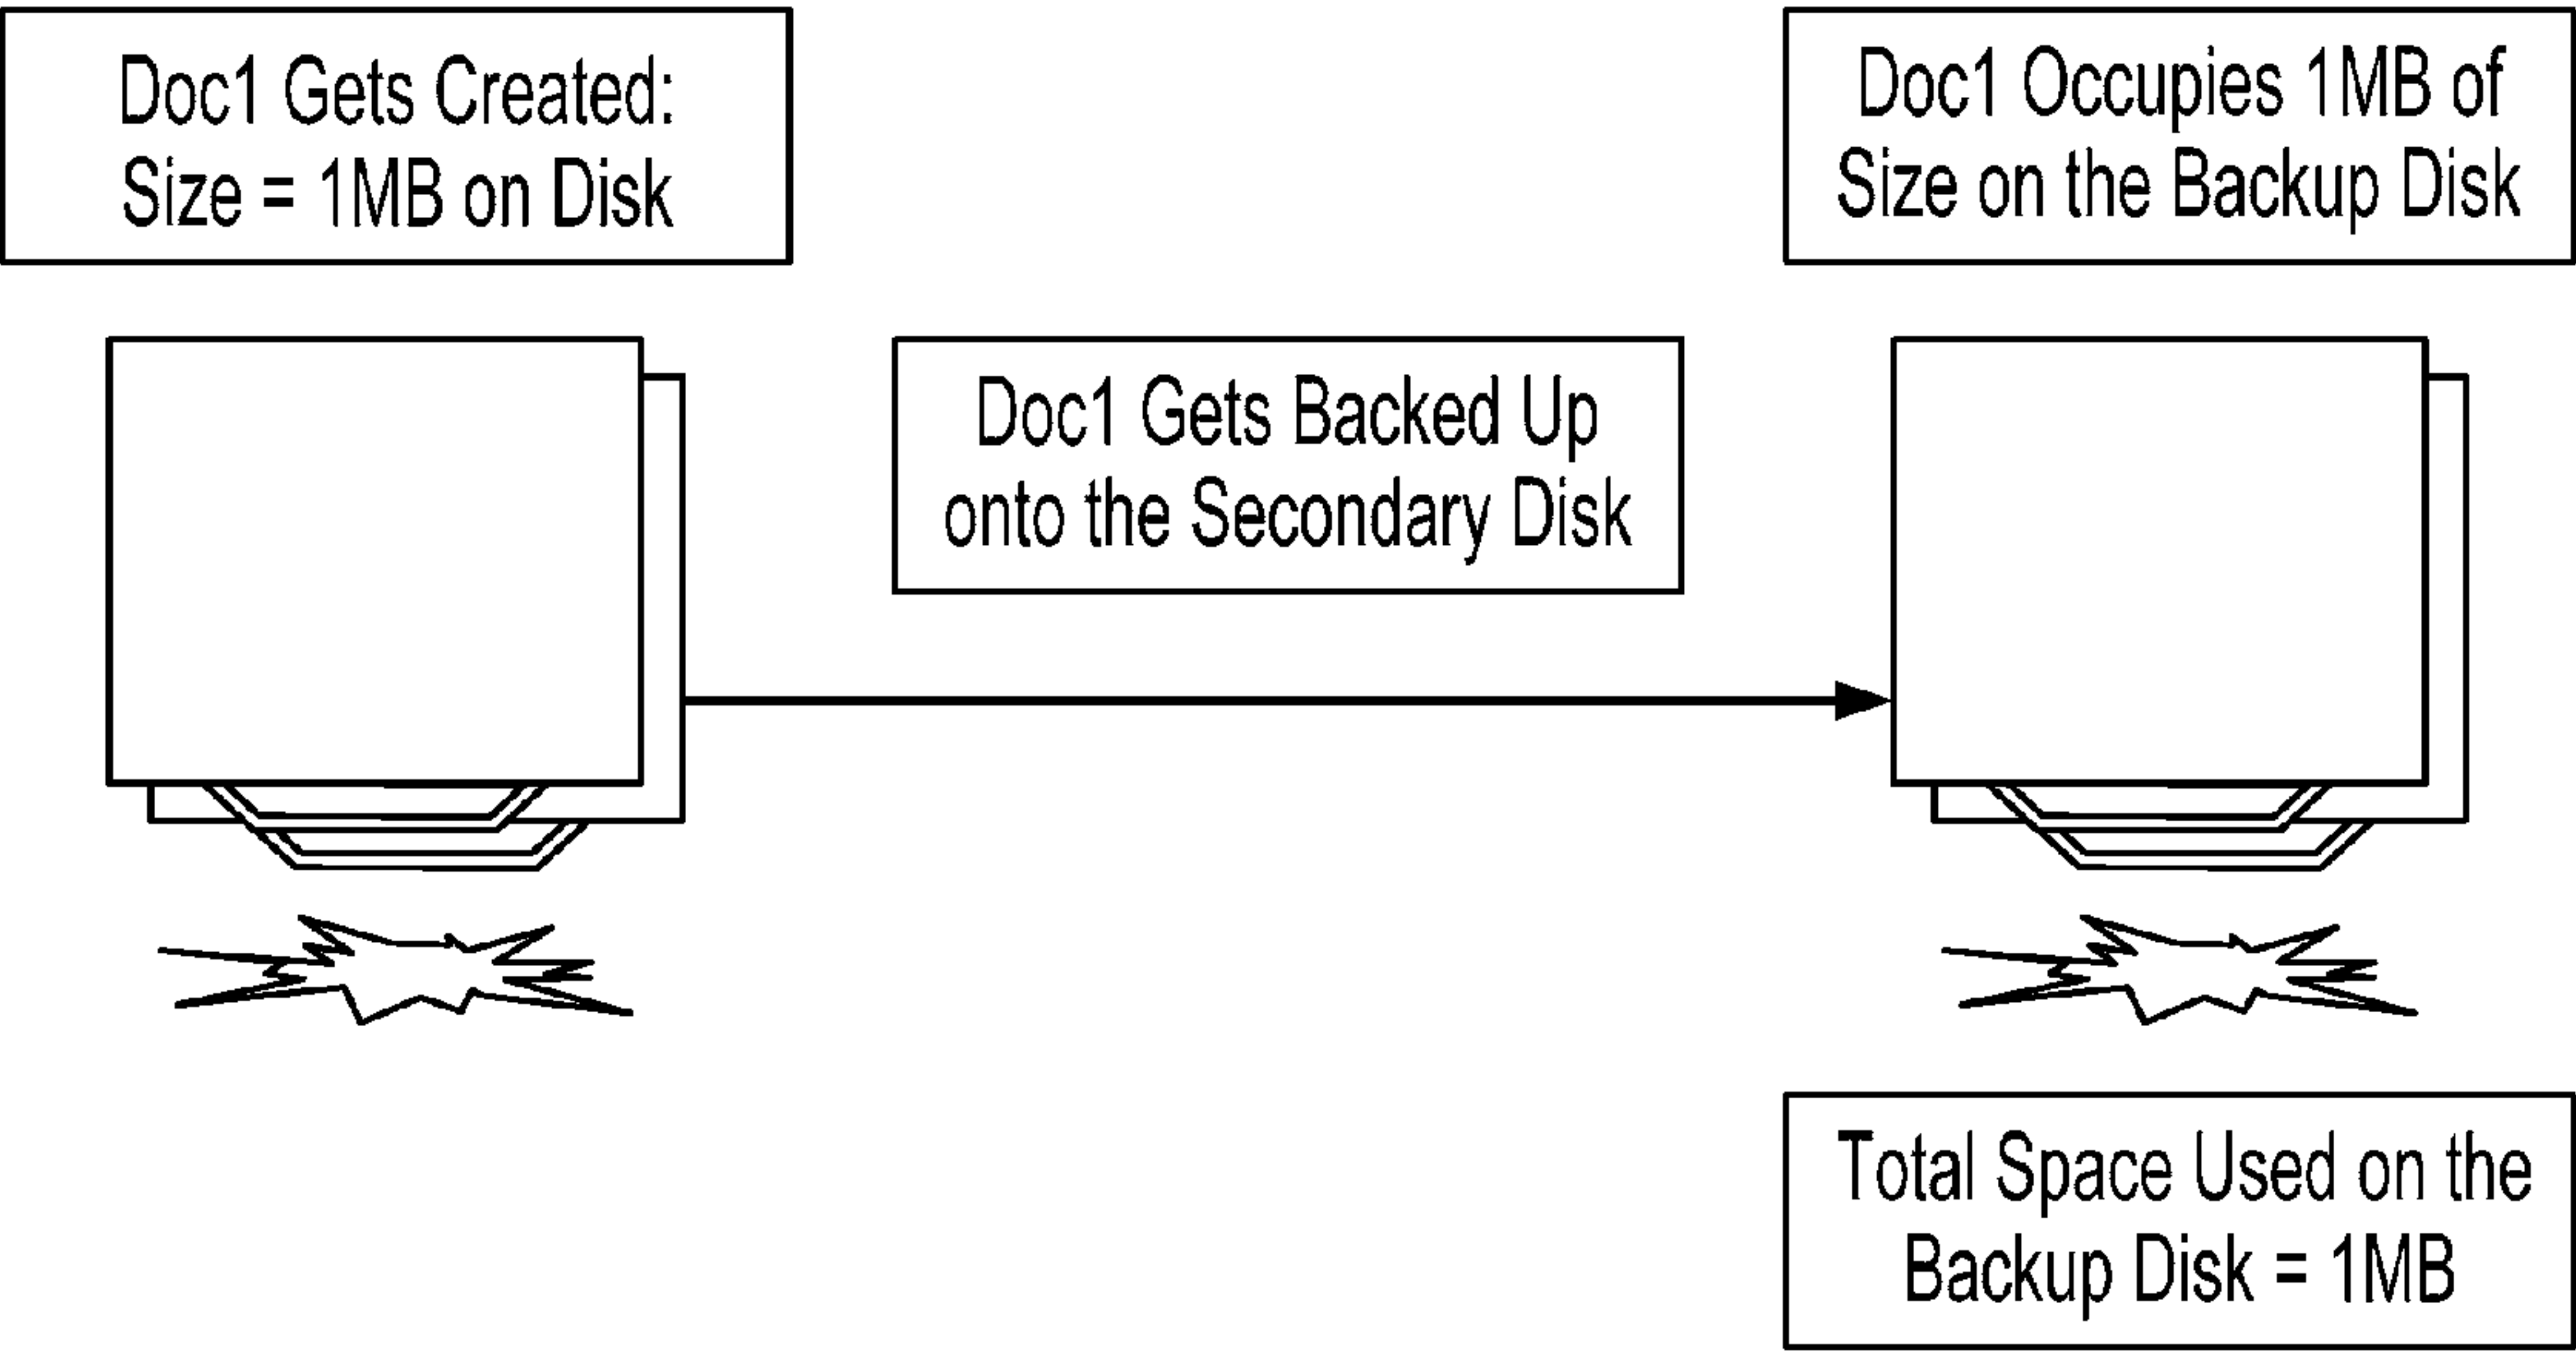 Doc1 Gets Created:
Size = 1MB on Disk
Doc1 Occupies 1MB of
Size on the Backup Disk
Doc1 Gets Backed Up
onto the Secondary Disk
Total Space Used on the
Backup Disk = 1MB